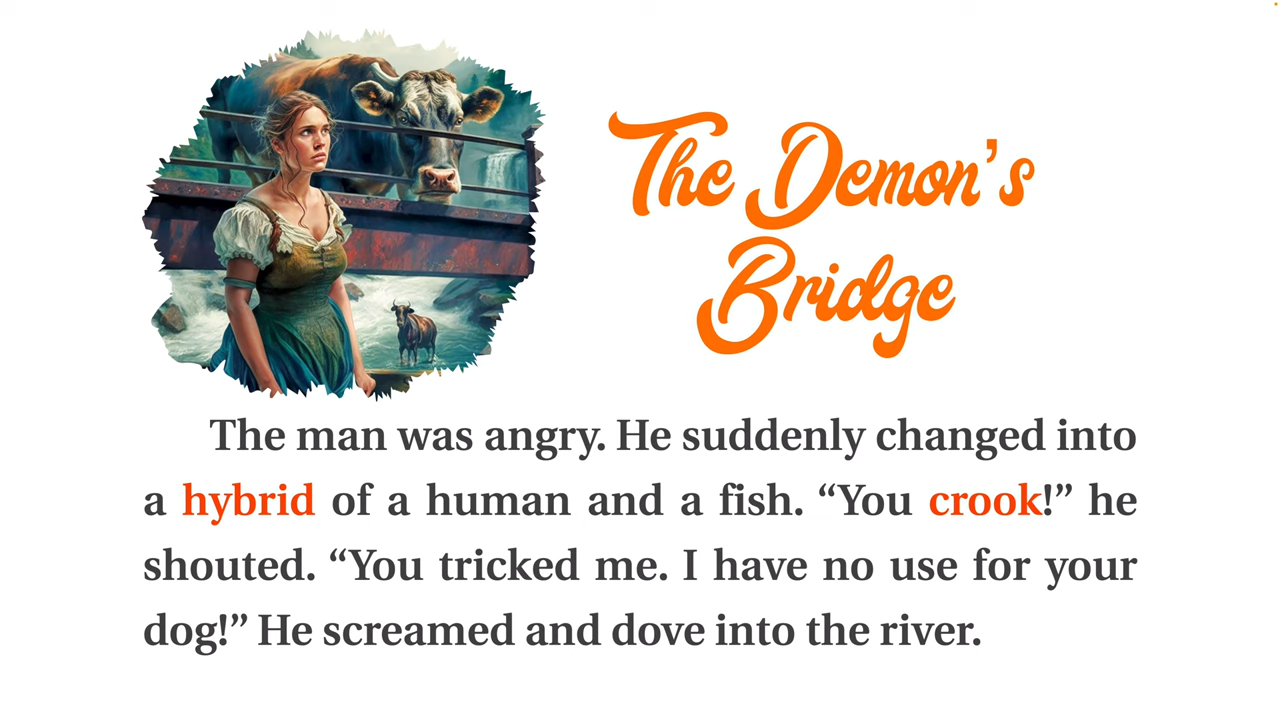 The Demon's
Bridge
The man was angry. He suddenly changed into
a hybrid of a human and a fish. “You crook!” he
shouted. “You tricked me. I have no use for your
dog!” He screamed and dove into the river.